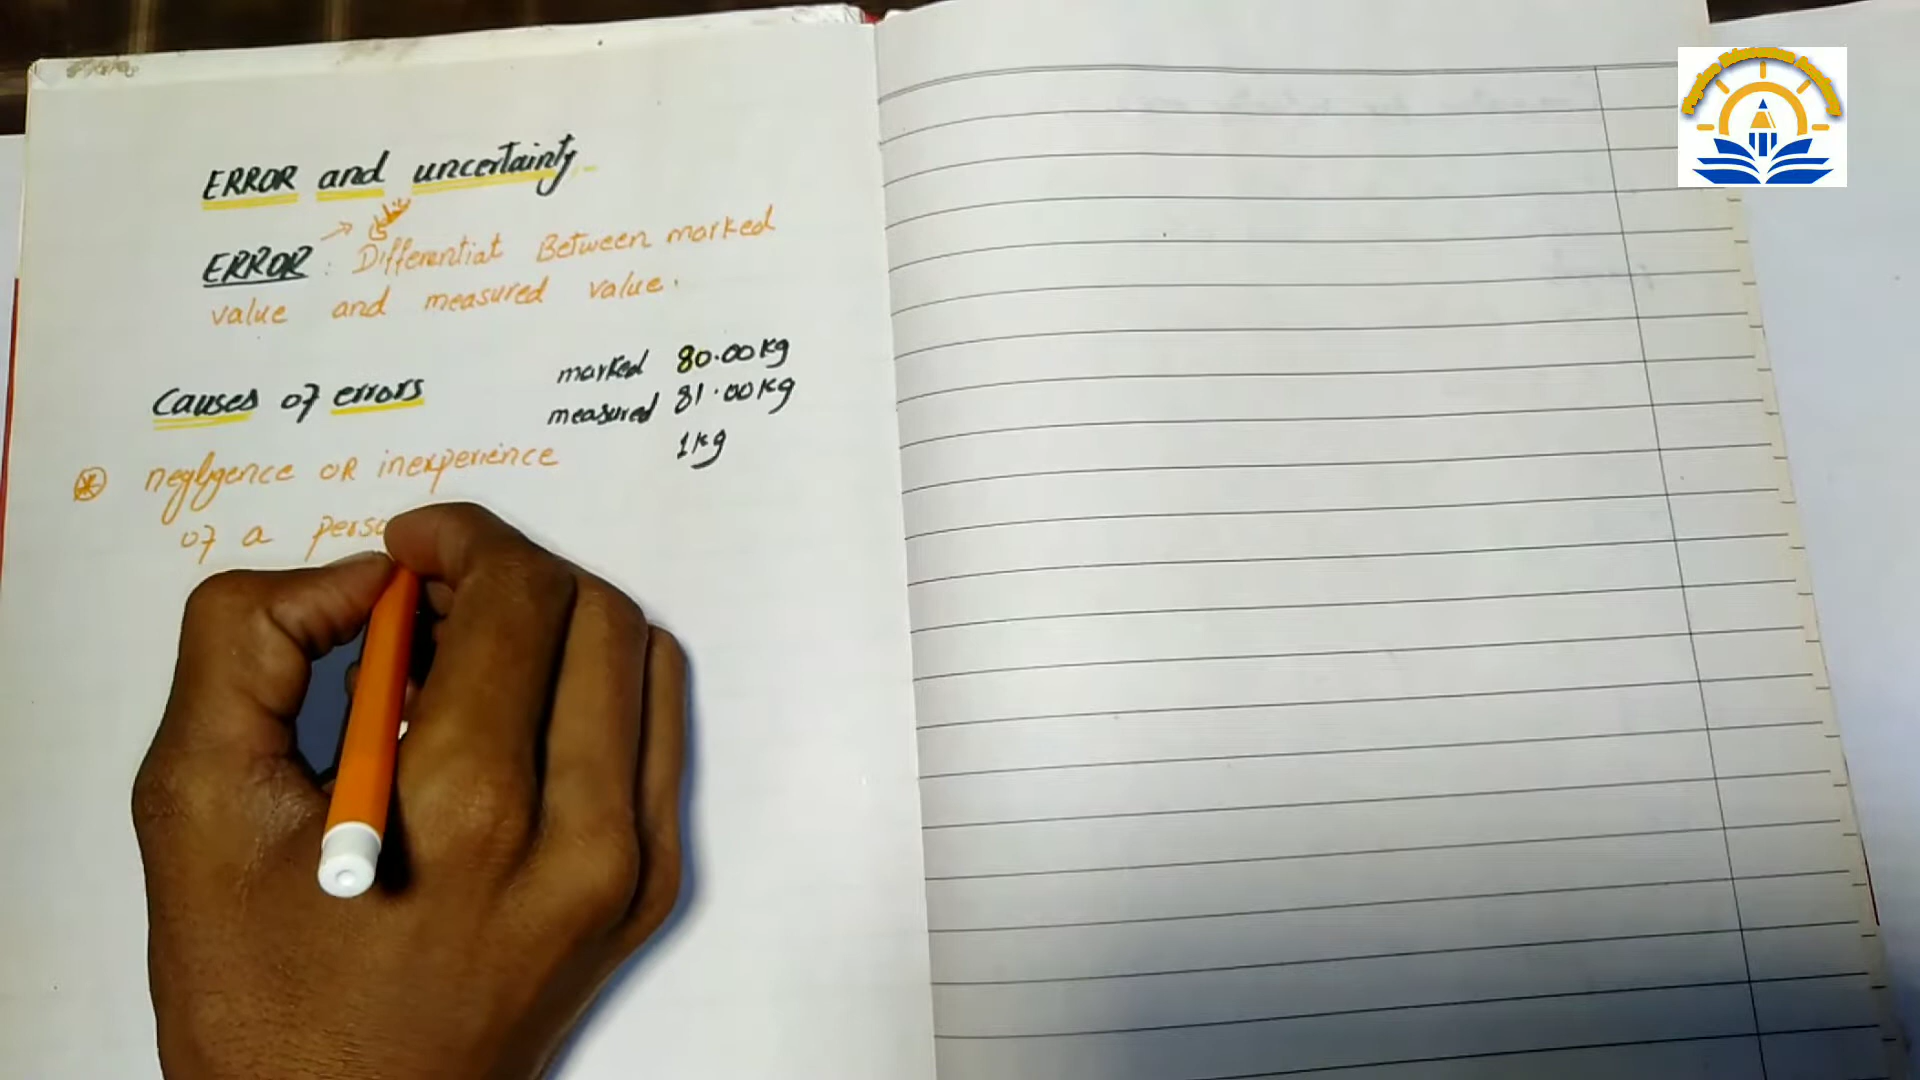 ERROR and uncertainty
ERROR : Differentiat Between marked
value and measured value.
marked 80.00kg
Causes of errors
measured 81.00kg
1kg
negligence OR inexperience
of a perso